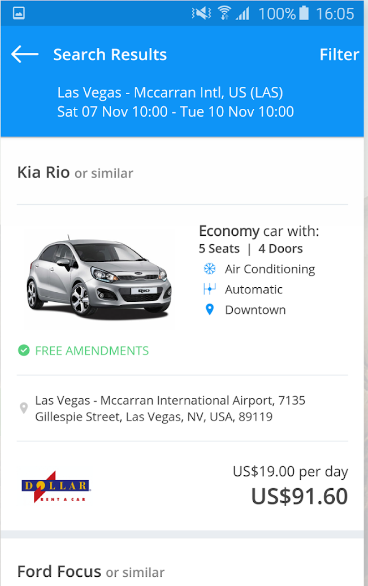 100% 16:05
Search Results Filter
Las Vegas - Mccarran Intl, US (LAS)
Sat 07 Nov 10:00 - Tue 10 Nov 10:00
Kia Rio or similar
Economy car with:
5 Seats | 4 Doors
Air Conditioning
Automatic
Downtown
FREE AMENDMENTS
Las Vegas - Mccarran International Airport, 7135
Gillespie Street, Las Vegas, NV, USA, 89119
US$19.00 per day
DOLLAR
RENT A CAR
US$91.60
Ford Focus or similar